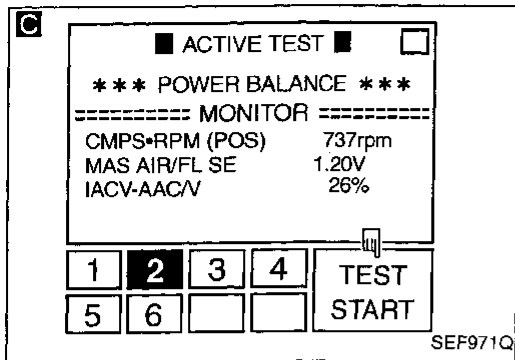 C
■ ACTIVE TEST ■
*** POWER BALANCE ***
========= MONITOR =========
CMPS•RPM (POS) 737rpm
MAS AIR/FL SE 1.20V
IACV-AAC/V 26%
1 2 3 4 TEST
5 6 START
SEF971Q